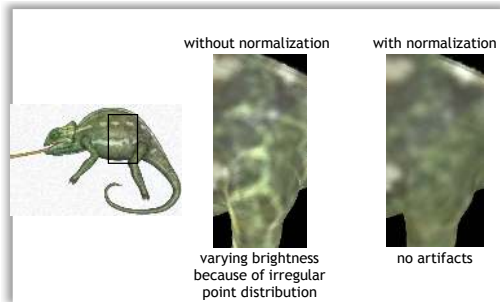 without normalization
with normalization
varying brightness
because of irregular
point distribution
no artifacts